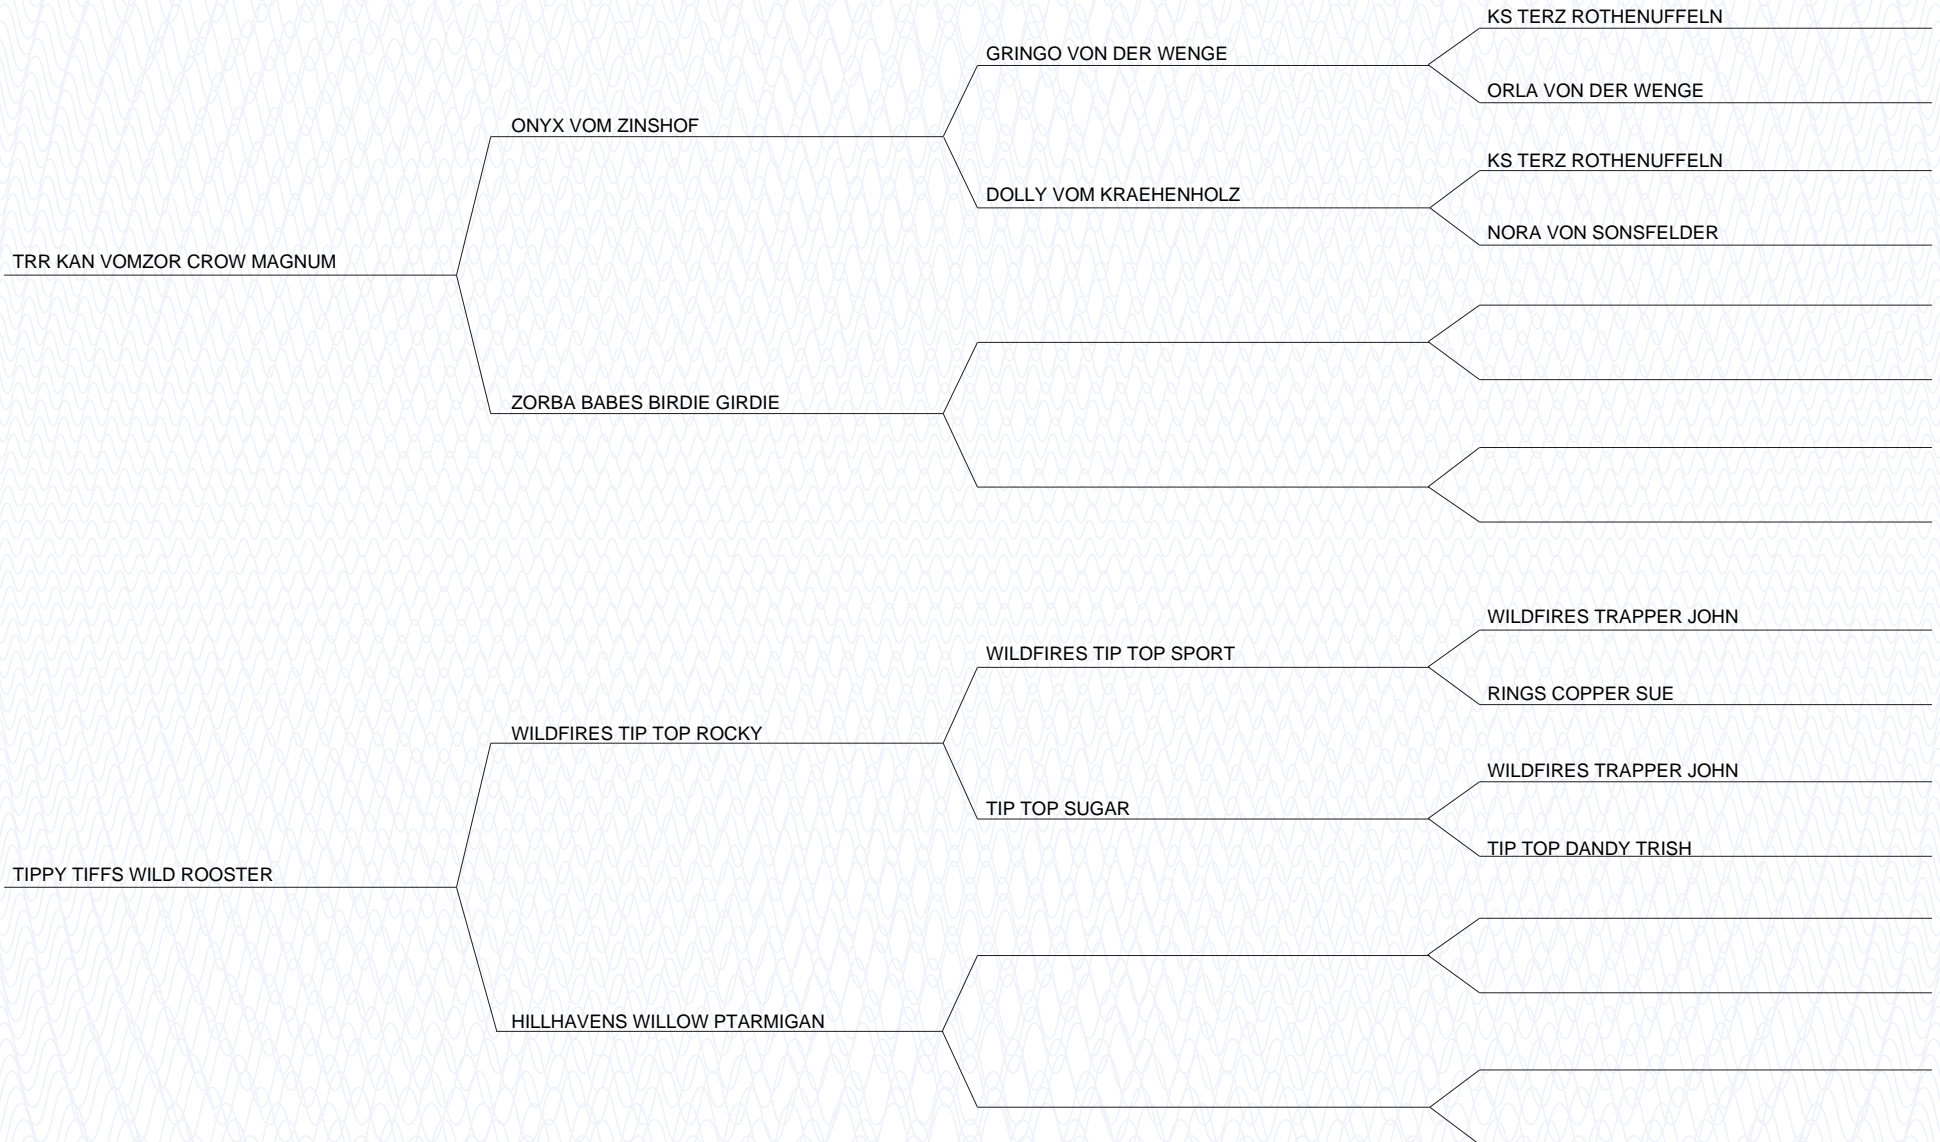 KS TERZ ROTHENUFFELN
GRINGO VON DER WENGE
ORLA VON DER WENGE
ONYX VOM ZINSHOF
KS TERZ ROTHENUFFELN
DOLLY VOM KRAEHENHOLZ
NORA VON SONSFELDER
TRR KAN VOMZOR CROW MAGNUM
ZORBA BABES BIRDIE GIRDIE
WILDFIRES TRAPPER JOHN
WILDFIRES TIP TOP SPORT
RINGS COPPER SUE
WILDFIRES TIP TOP ROCKY
WILDFIRES TRAPPER JOHN
TIP TOP SUGAR
TIP TOP DANDY TRISH
TIPPY TIFFS WILD ROOSTER
HILLHAVENS WILLOW PTARMIGAN